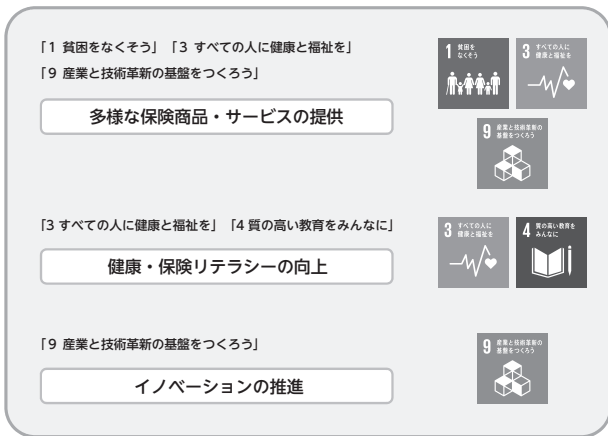 「1 貧困をなくそう」「3 すべての人に健康と福祉を」
「9 産業と技術革新の基盤をつくろう」
多様な保険商品・サービスの提供
1 貧困を
なくそう
3 すべての人に
健康と福祉を
9 産業と技術革新の
基盤をつくろう
「3 すべての人に健康と福祉を」「4 質の高い教育をみんなに」
健康・保険リテラシーの向上
3 すべての人に
健康と福祉を
4 質の高い教育を
みんなに
「9 産業と技術革新の基盤をつくろう」
イノベーションの推進
9 産業と技術革新の
基盤をつくろう